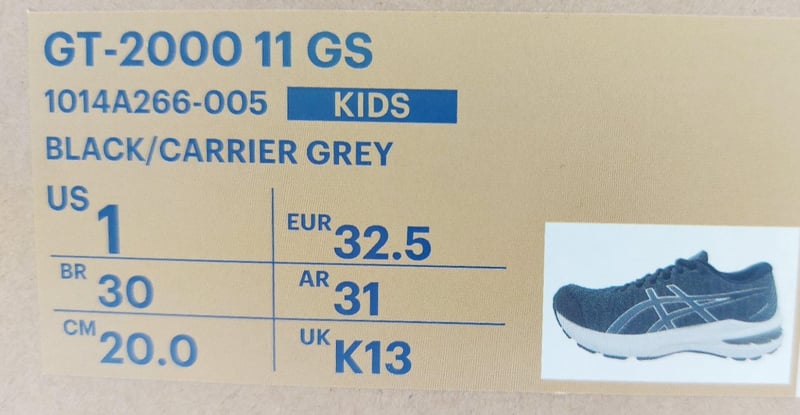 GT-2000 11 GS
1014A266-005 KIDS
BLACK/CARRIER GREY
US 1 EUR 32.5
BR 30 AR 31
CM 20.0 UK K13